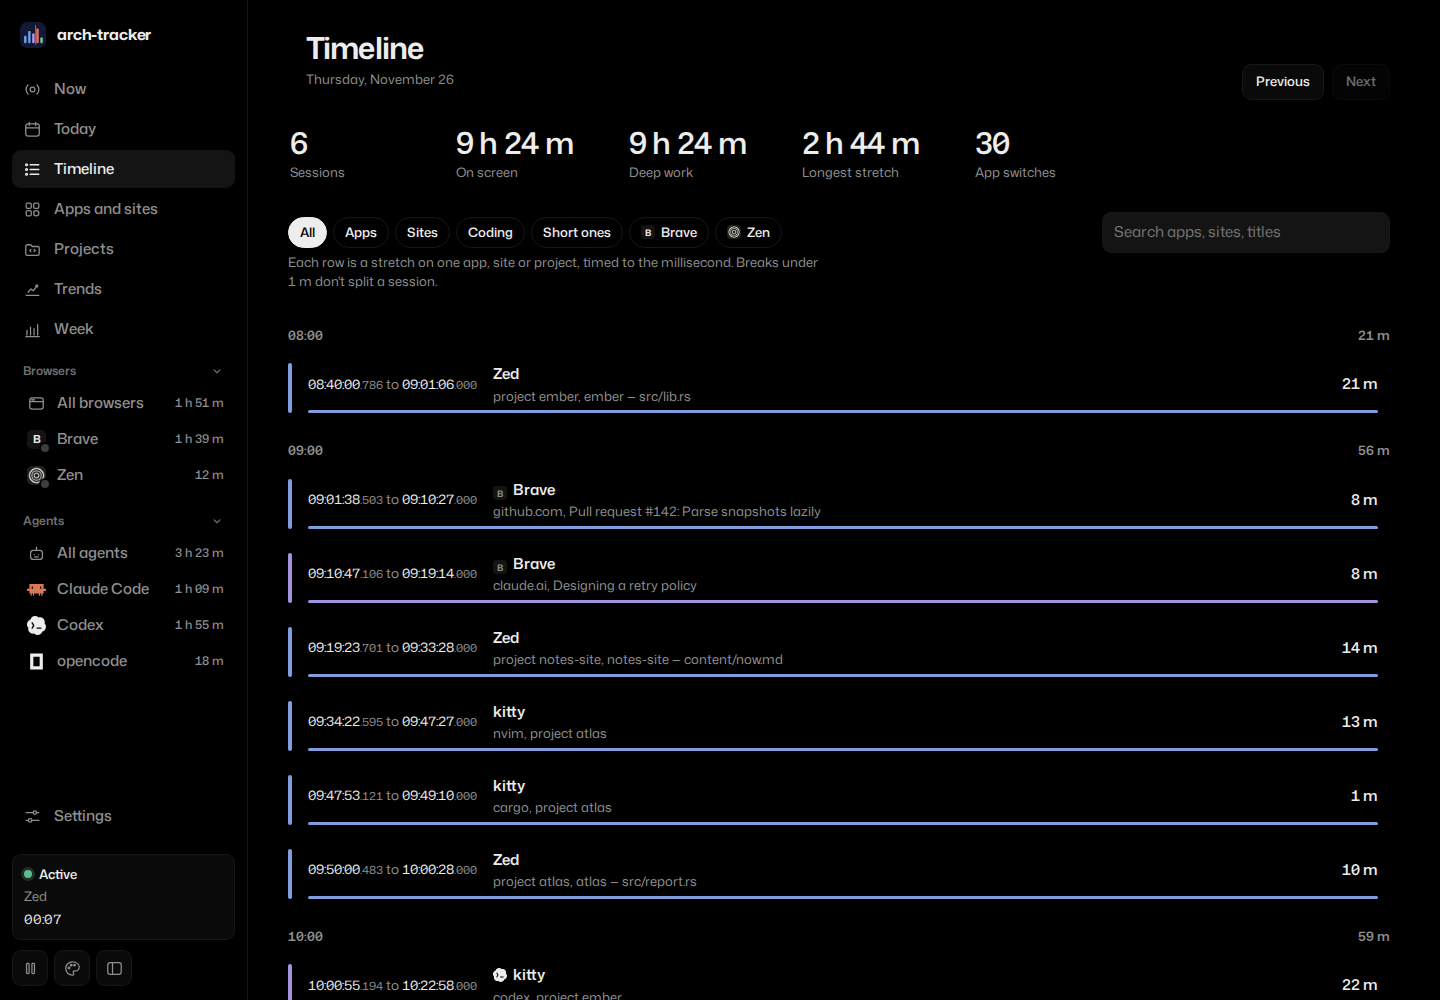 arch-tracker
Now
Today
Timeline
Apps and sites
Projects
Trends
Week
Browsers
All browsers 1 h 51 m
B Brave 1 h 39 m
Zen 12 m
Agents
All agents 3 h 23 m
Claude Code 1 h 09 m
Codex 1 h 55 m
opencode 18 m
Settings
Active
Zed
00:07
Timeline
Thursday, November 26
Previous Next
6 9 h 24 m 9 h 24 m 2 h 44 m 30
Sessions On screen Deep work Longest stretch App switches
All Apps Sites Coding Short ones B Brave Zen
Search apps, sites, titles
Each row is a stretch on one app, site or project, timed to the millisecond. Breaks under
1 m don't split a session.
08:00 21 m
08:40:00.786 to 09:01:06.000 Zed 21 m
project ember, ember — src/lib.rs
09:00 56 m
09:01:38.503 to 09:10:27.000 B Brave 8 m
github.com, Pull request #142: Parse snapshots lazily
09:10:47.106 to 09:19:14.000 B Brave 8 m
claude.ai, Designing a retry policy
09:19:23.701 to 09:33:28.000 Zed 14 m
project notes-site, notes-site — content/now.md
09:34:22.595 to 09:47:27.000 kitty 13 m
nvim, project atlas
09:47:53.121 to 09:49:10.000 kitty 1 m
cargo, project atlas
09:50:00.483 to 10:00:28.000 Zed 10 m
project atlas, atlas — src/report.rs
10:00 59 m
10:00:55.194 to 10:22:58.000 kitty 22 m
codex, project ember